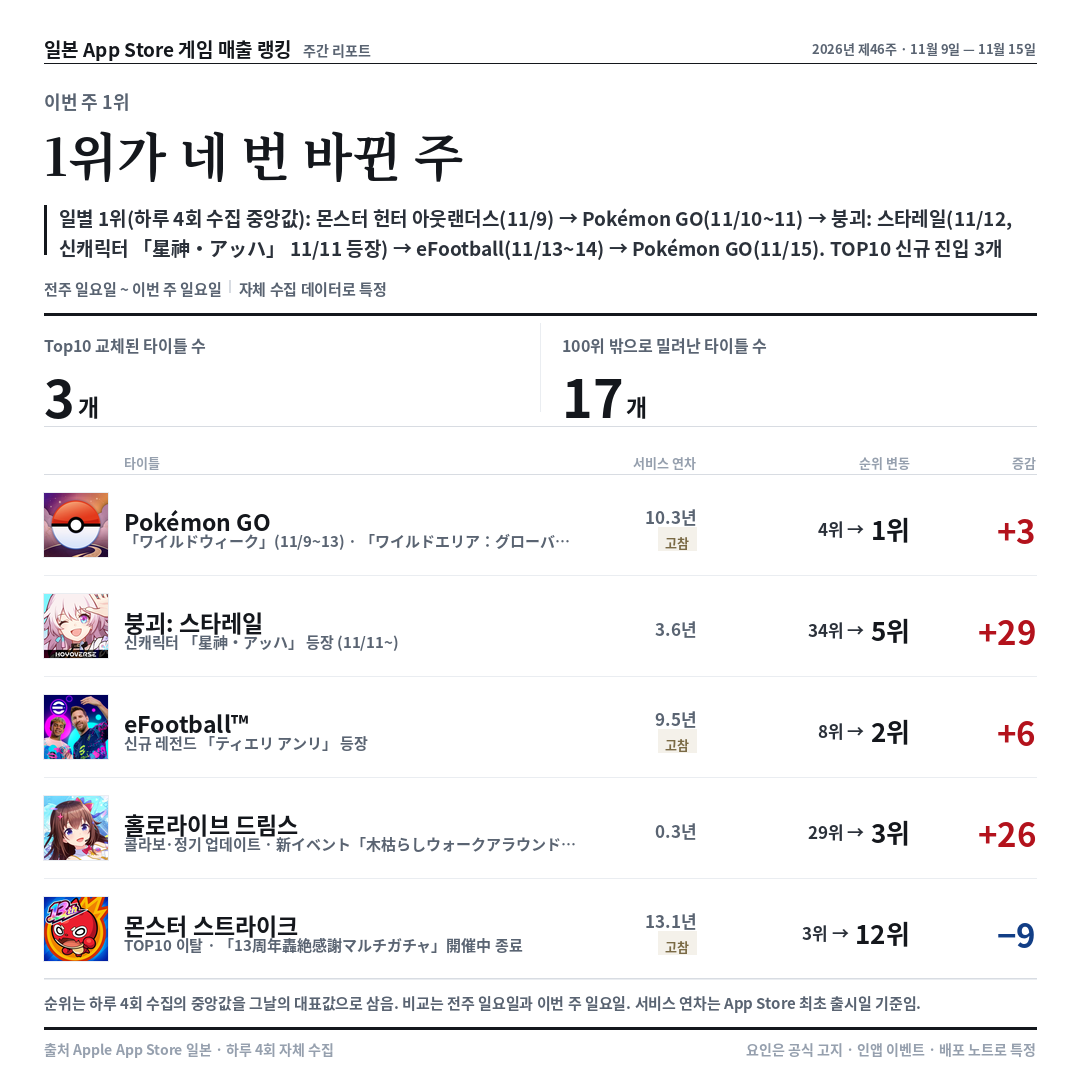 일본 App Store 게임 매출 랭킹 주간 리포트
2026년 제46주 · 11월 9일 — 11월 15일
이번 주 1위
1위가 네 번 바뀐 주
일별 1위(하루 4회 수집 중앙값): 몬스터 헌터 아웃랜더스(11/9) → Pokémon GO(11/10~11) → 붕괴: 스타레일(11/12,
신캐릭터 「星神・アッハ」 11/11 등장) → eFootball(11/13~14) → Pokémon GO(11/15). TOP10 신규 진입 3개
전주 일요일 ~ 이번 주 일요일 | 자체 수집 데이터로 특정
Top10 교체된 타이틀 수
3개
100위 밖으로 밀려난 타이틀 수
17개
타이틀 서비스 연차 순위 변동 증감
Pokémon GO
「ワイルドウィーク」(11/9~13) · 「ワイルドエリア：グローバ…
10.3년
고참
4위 → 1위
+3
HOYOVERSE
붕괴: 스타레일
신캐릭터 「星神・アッハ」 등장 (11/11~)
3.6년
34위 → 5위
+29
eFootball™
신규 레전드 「ティエリ アンリ」 등장
9.5년
고참
8위 → 2위
+6
홀로라이브 드림스
콜라보·정기 업데이트 · 新イベント「木枯らしウォークアラウンド…
0.3년
29위 → 3위
+26
13th
몬스터 스트라이크
TOP10 이탈 · 「13周年轟絶感謝マルチガチャ」開催中 종료
13.1년
고참
3위 → 12위
−9
순위는 하루 4회 수집의 중앙값을 그날의 대표값으로 삼음. 비교는 전주 일요일과 이번 주 일요일. 서비스 연차는 App Store 최초 출시일 기준임.
출처 Apple App Store 일본 · 하루 4회 자체 수집
요인은 공식 고지 · 인앱 이벤트 · 배포 노트로 특정